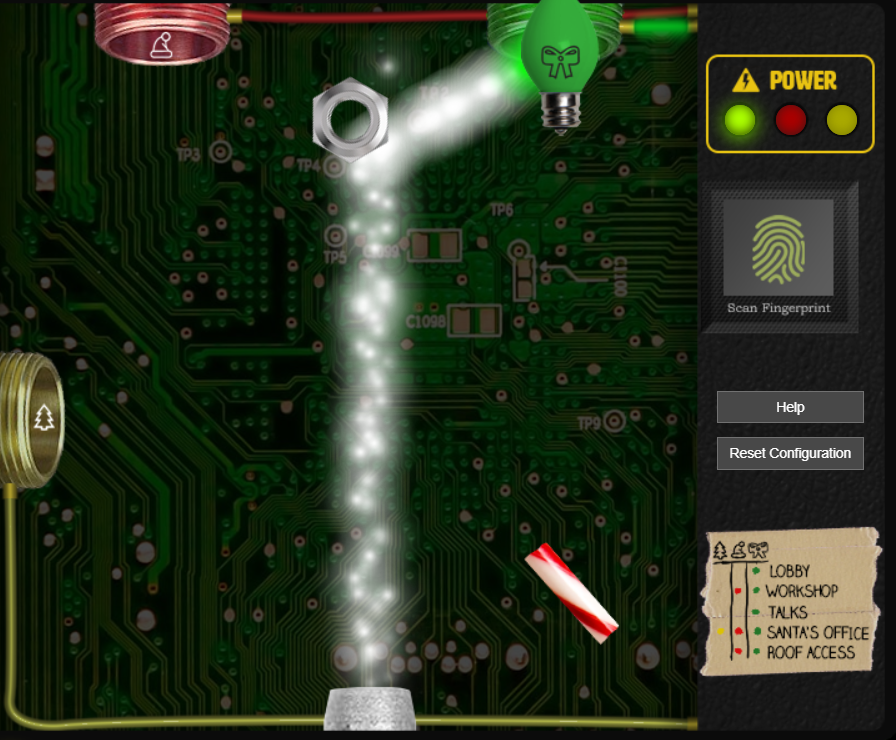 POWER
TP3
TP4
TP5
TP6
C1098
C1100
TP9
Scan Fingerprint
Help
Reset Configuration
LOBBY
WORKSHOP
TALKS
SANTA'S OFFICE
ROOF ACCESS